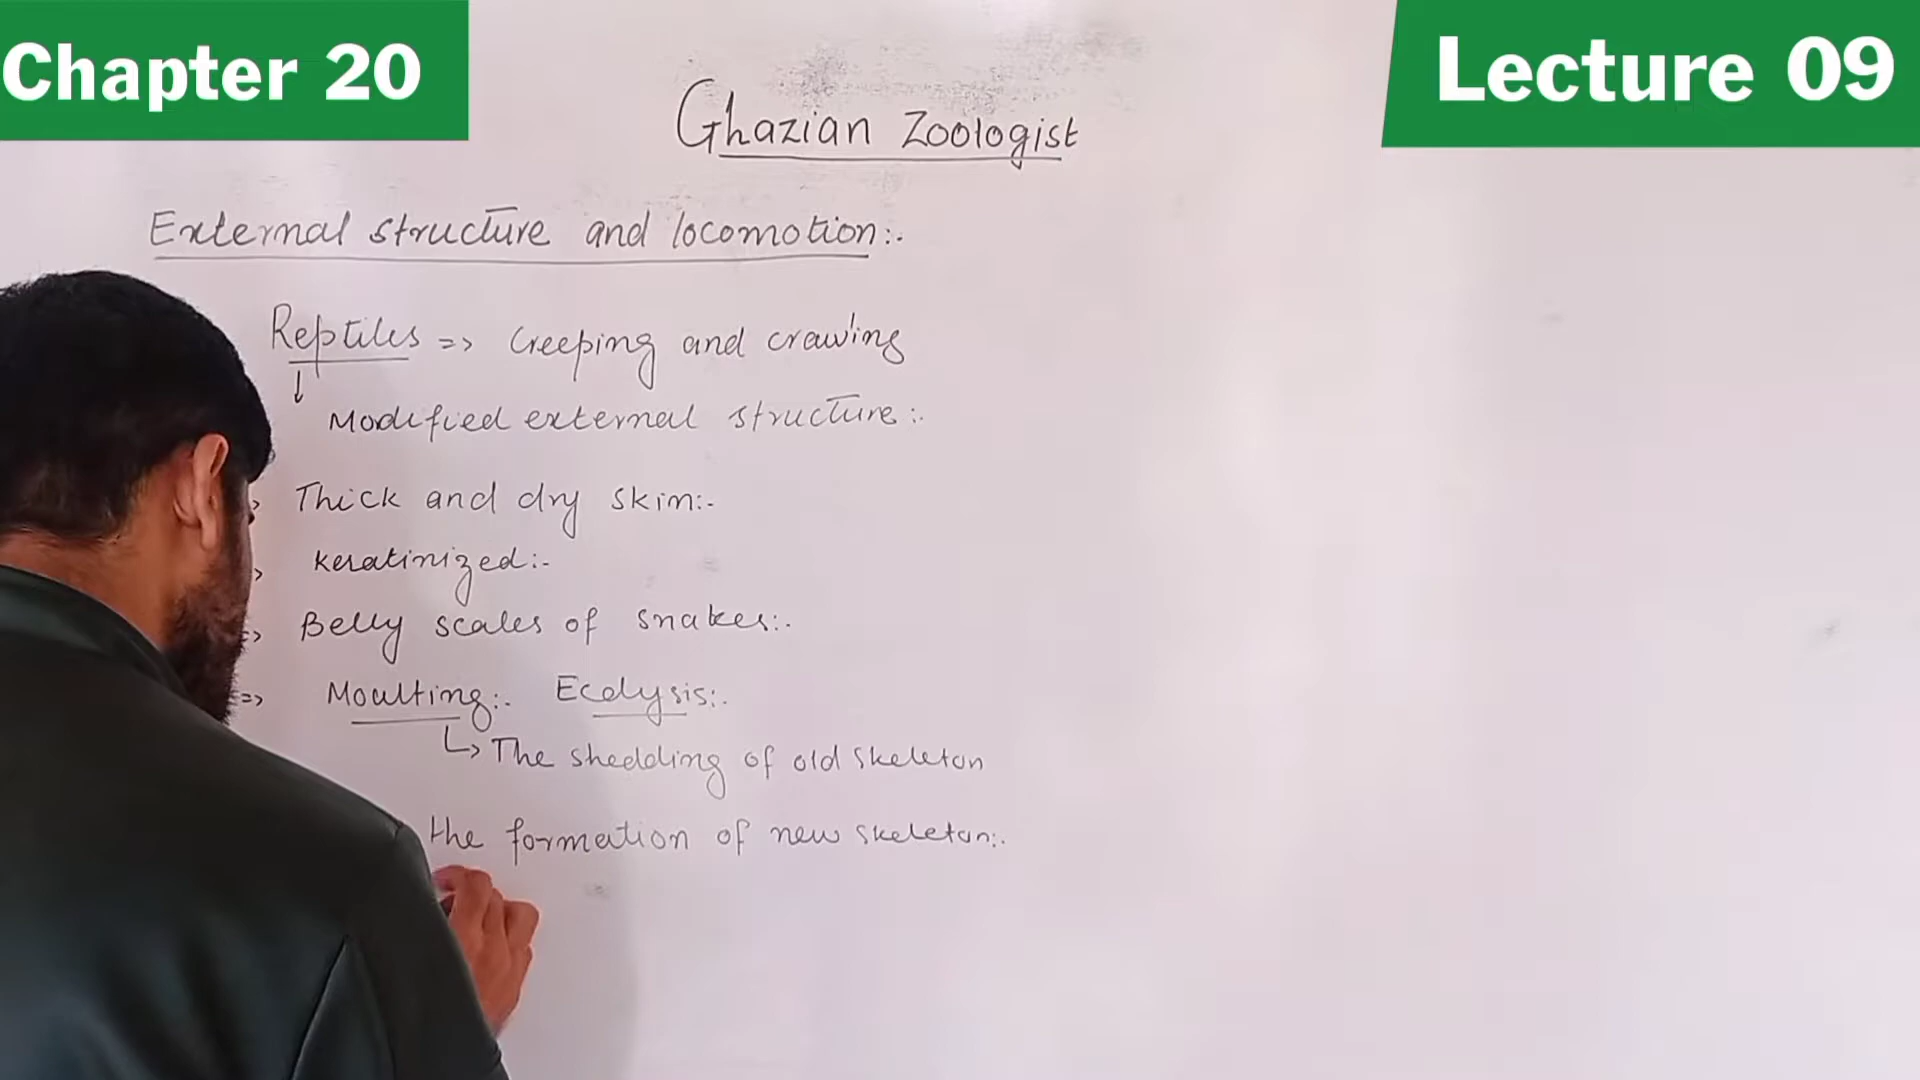 Chapter 20
Lecture 09
Ghazian Zoologist
External structure and locomotion:-
Reptiles => Creeping and crawling
↓
Modified external structure:-
> Thick and dry skin:-
> Keratinized:-
=> Belly scales of snakes:-
=> Moulting:- Ecdysis:-
↳ The shedding of old skeleton
the formation of new skeleton:-